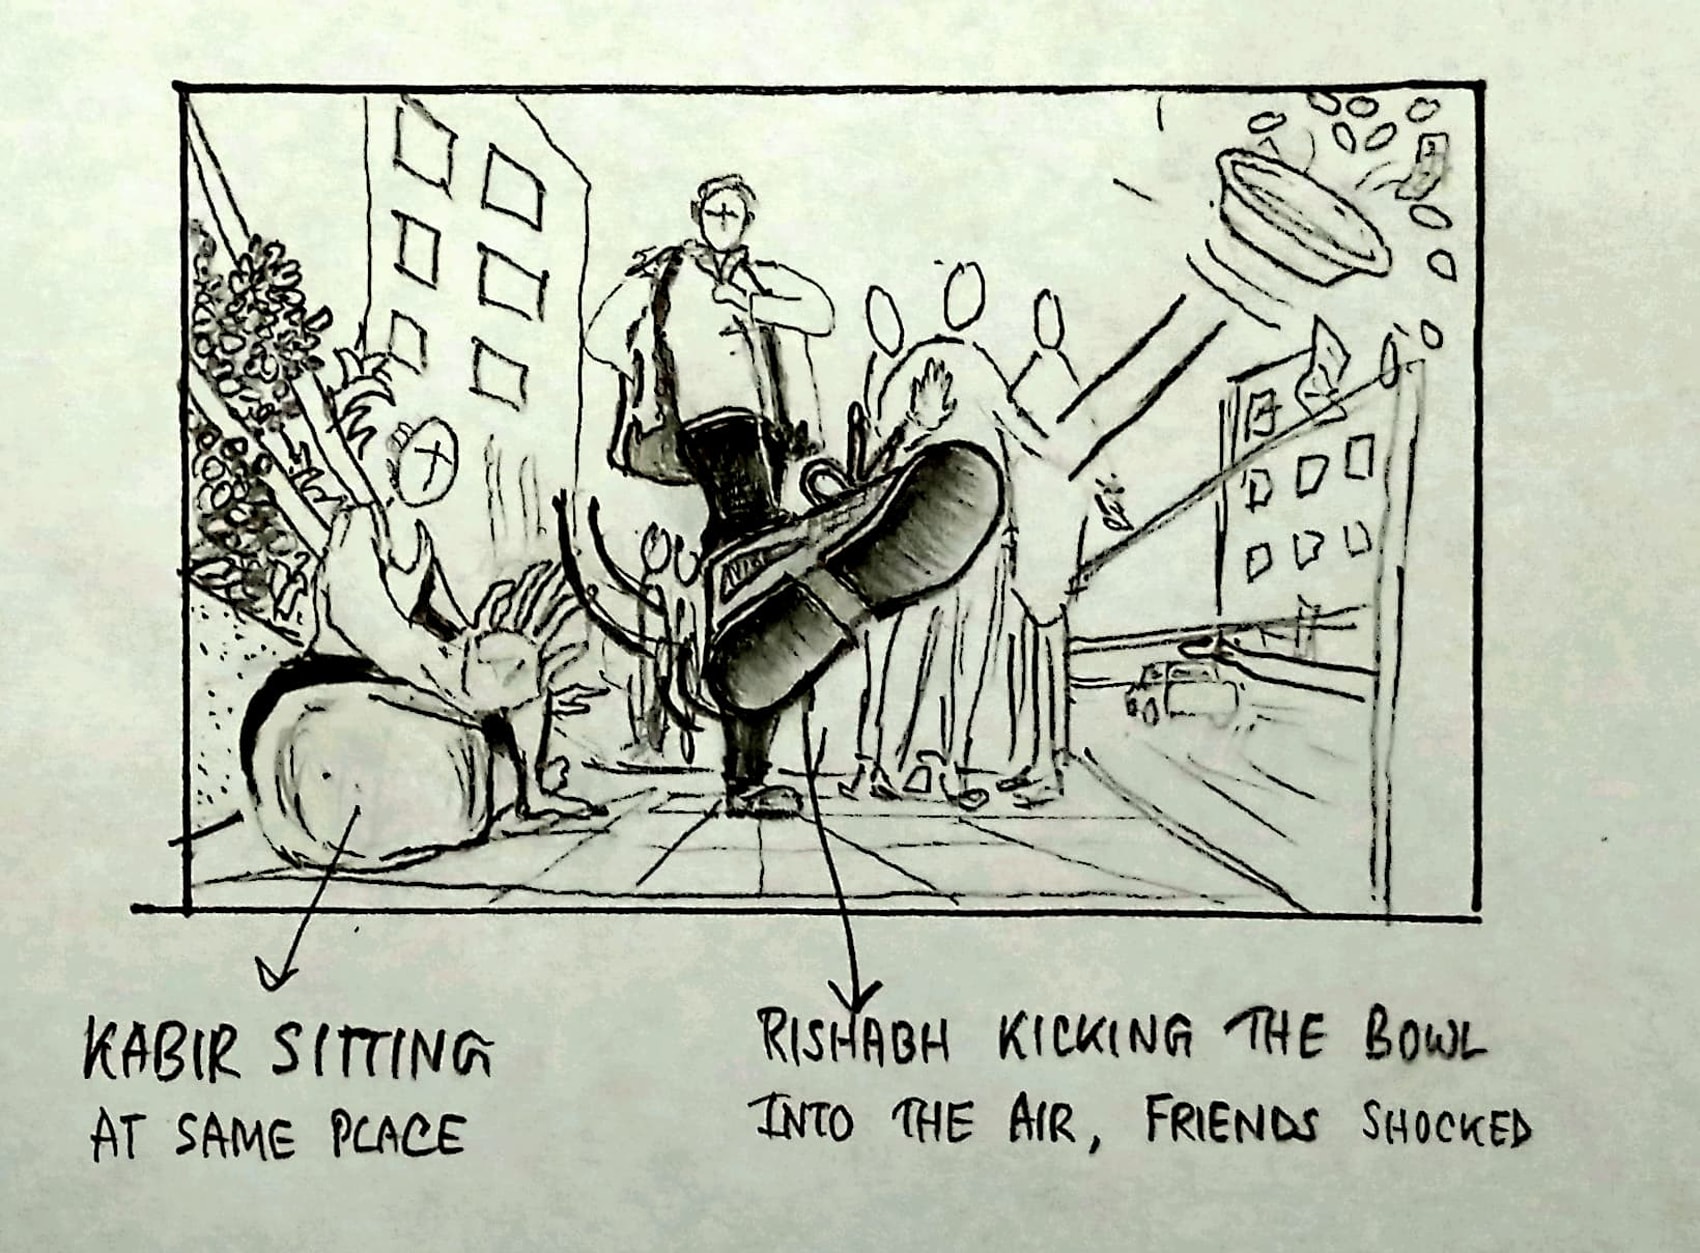 KABIR SITTING
AT SAME PLACE
RISHABH KICKING THE BOWL
INTO THE AIR, FRIENDS SHOCKED